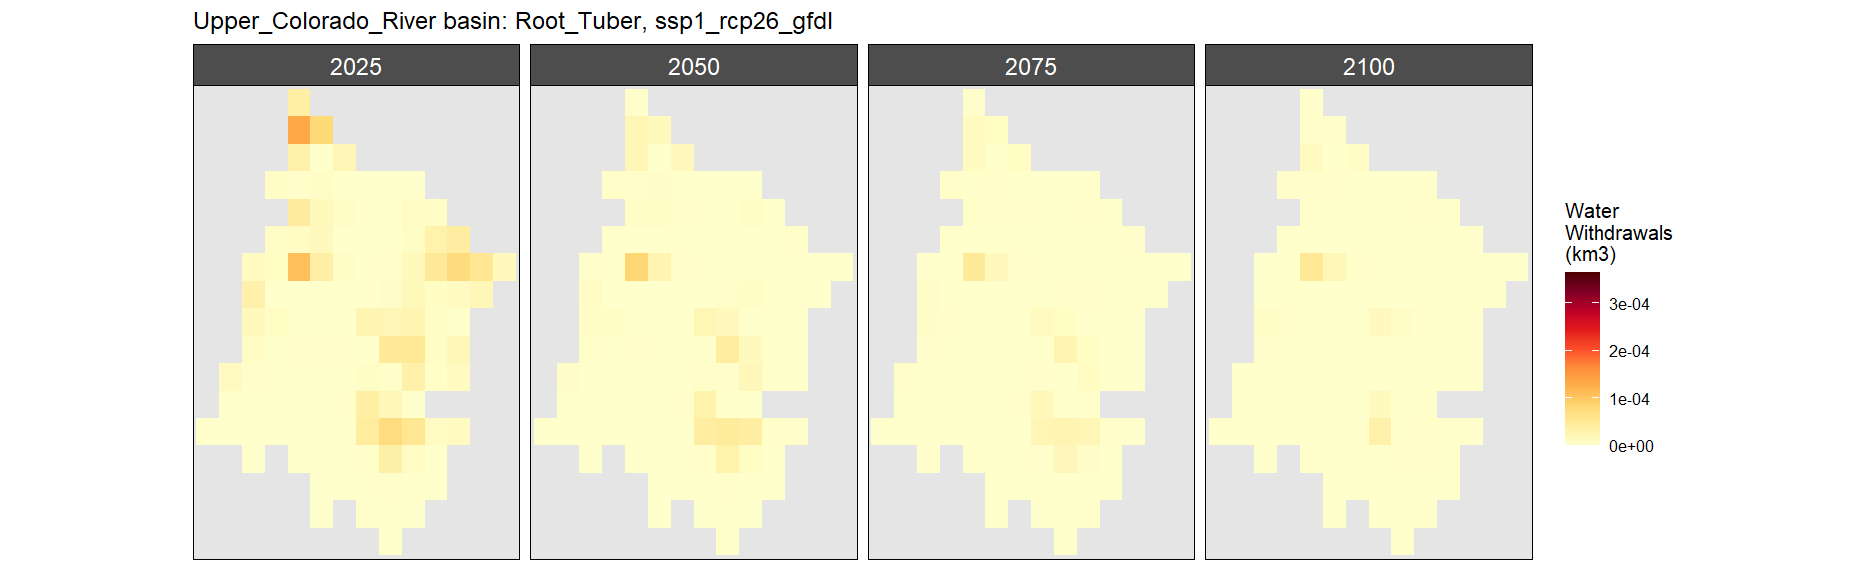 Upper_Colorado_River basin: Root_Tuber, ssp1_rcp26_gfdl
2025
2050
2075
2100
Water
Withdrawals
(km3)
3e-04
2e-04
1e-04
0e+00